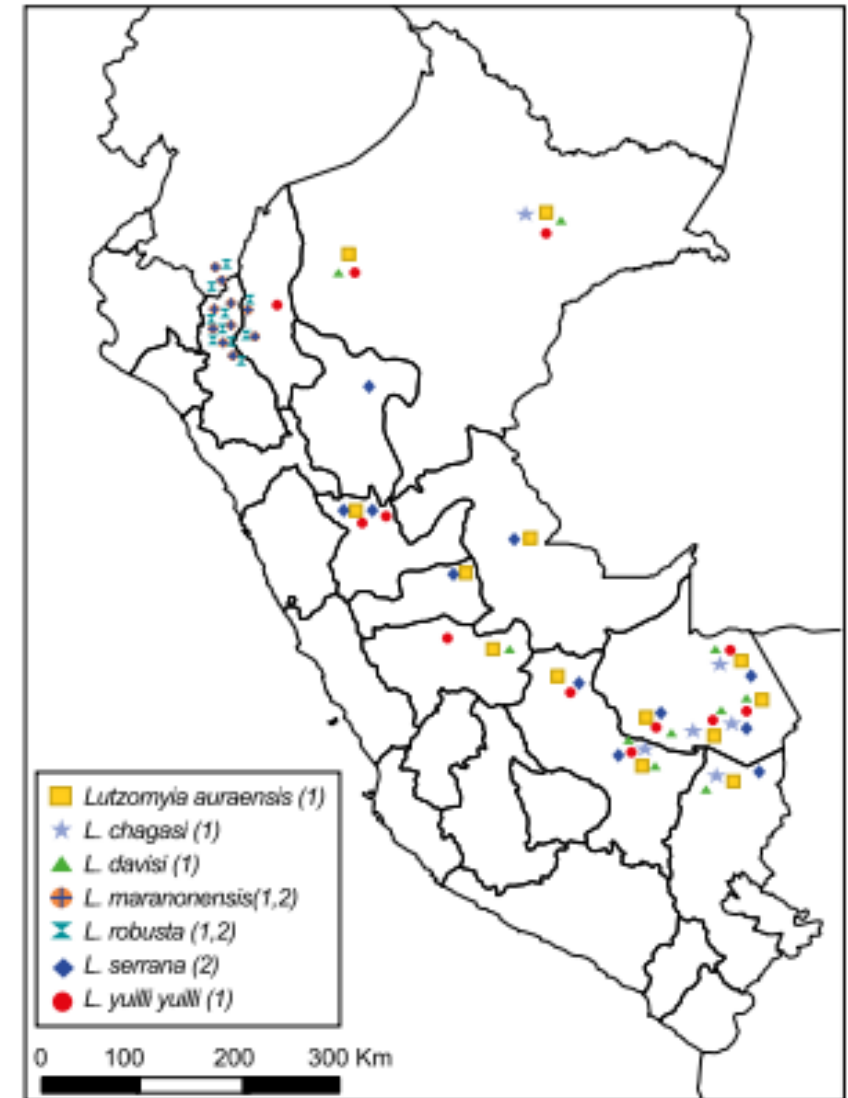 Lutzomyia auraensis (1)
L. chagasi (1)
L. davisi (1)
L. maranonensis(1,2)
L. robusta (1,2)
L. serrana (2)
L. yuilli yuilli (1)
0 100 200 300 Km